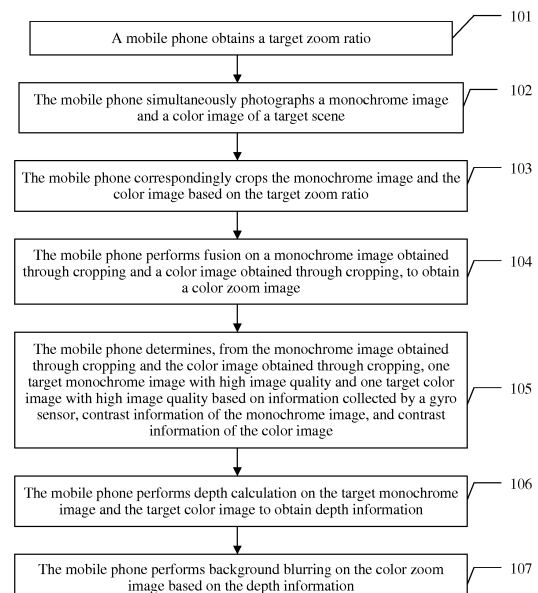 A mobile phone obtains a target zoom ratio
101
The mobile phone simultaneously photographs a monochrome image
and a color image of a target scene
102
The mobile phone correspondingly crops the monochrome image and the
color image based on the target zoom ratio
103
The mobile phone performs fusion on a monochrome image obtained
through cropping and a color image obtained through cropping, to obtain
a color zoom image
104
The mobile phone determines, from the monochrome image obtained
through cropping and the color image obtained through cropping, one
target monochrome image with high image quality and one target color
image with high image quality based on information collected by a gyro
sensor, contrast information of the monochrome image, and contrast
information of the color image
105
The mobile phone performs depth calculation on the target monochrome
image and the target color image to obtain depth information
106
The mobile phone performs background blurring on the color zoom
image based on the depth information
107